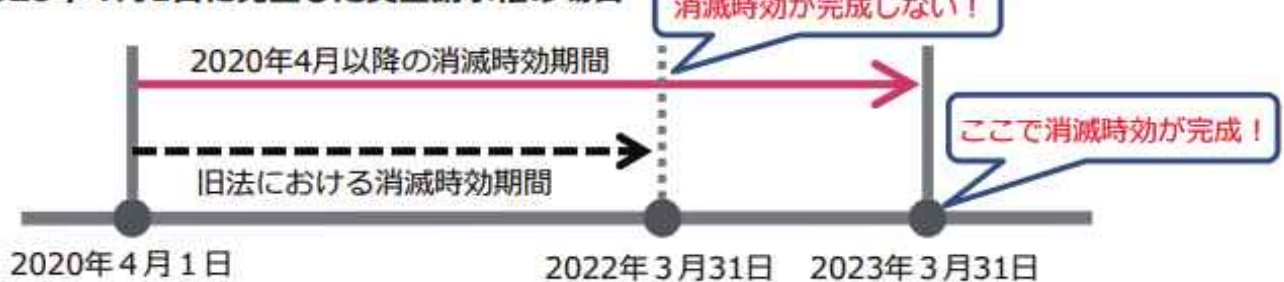 消滅時効が完成しない！
2020年4月以降の消滅時効期間
ここで消滅時効が完成！
旧法における消滅時効期間
2020年４月１日
2022年３月31日
2023年３月31日